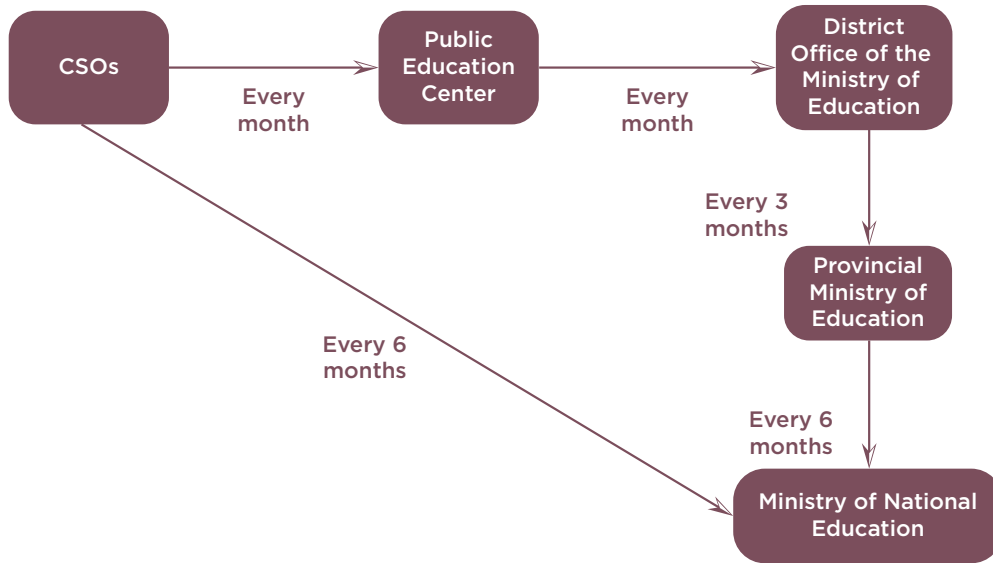 CSOs
Every
month
Public
Education
Center
Every
month
District
Office of the
Ministry of
Education
Every 3
months
Provincial
Ministry of
Education
Every 6
months
Every 6
months
Ministry of National
Education